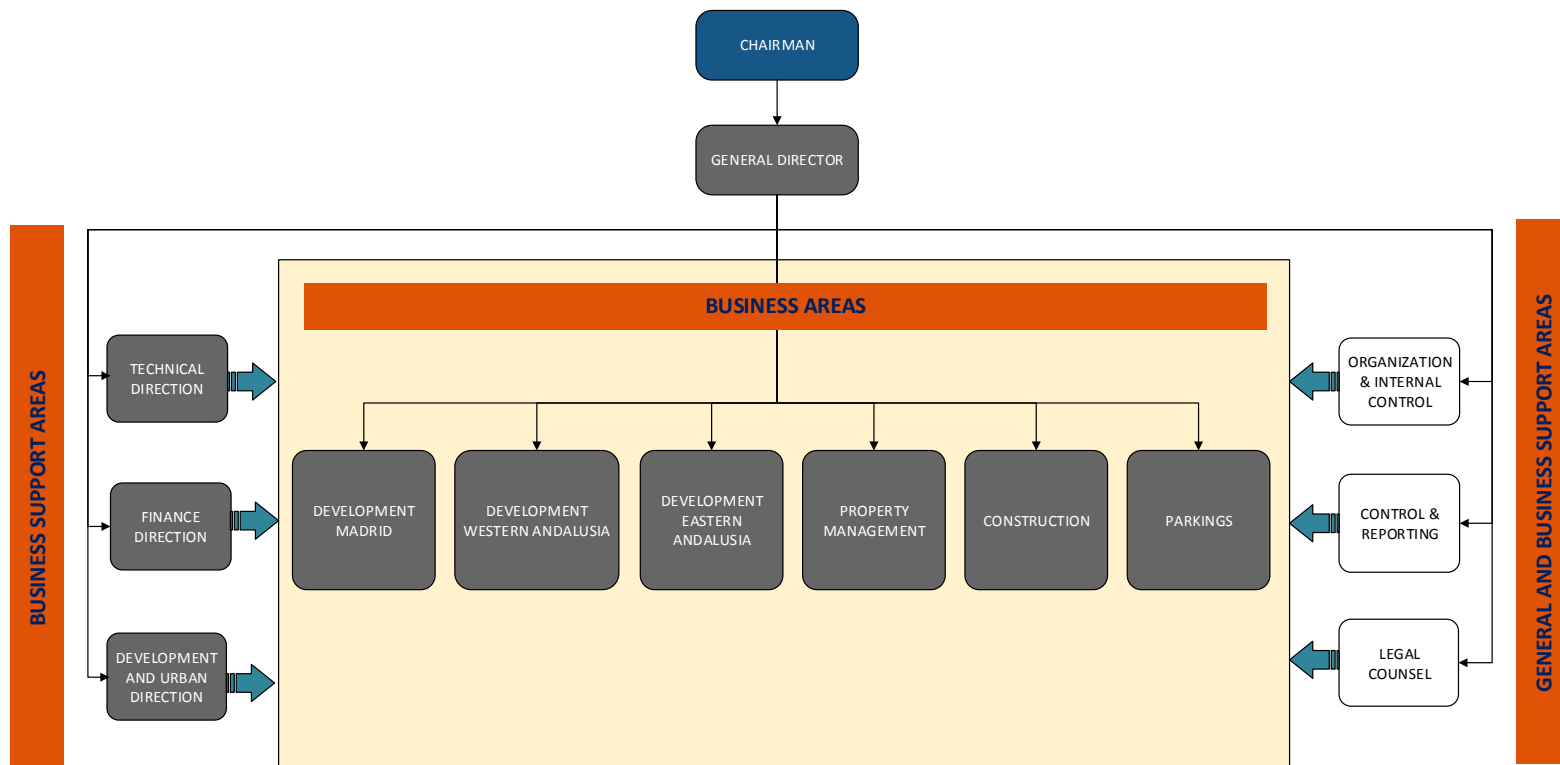 CHAIRMAN
GENERAL DIRECTOR
BUSINESS SUPPORT AREAS
GENERAL AND BUSINESS SUPPORT AREAS
BUSINESS AREAS
TECHNICAL
DIRECTION
ORGANIZATION
& INTERNAL
CONTROL
FINANCE
DIRECTION
DEVELOPMENT
MADRID
DEVELOPMENT
WESTERN ANDALUSIA
DEVELOPMENT
EASTERN
ANDALUSIA
PROPERTY
MANAGEMENT
CONSTRUCTION
PARKINGS
CONTROL &
REPORTING
DEVELOPMENT
AND URBAN
DIRECTION
LEGAL
COUNSEL